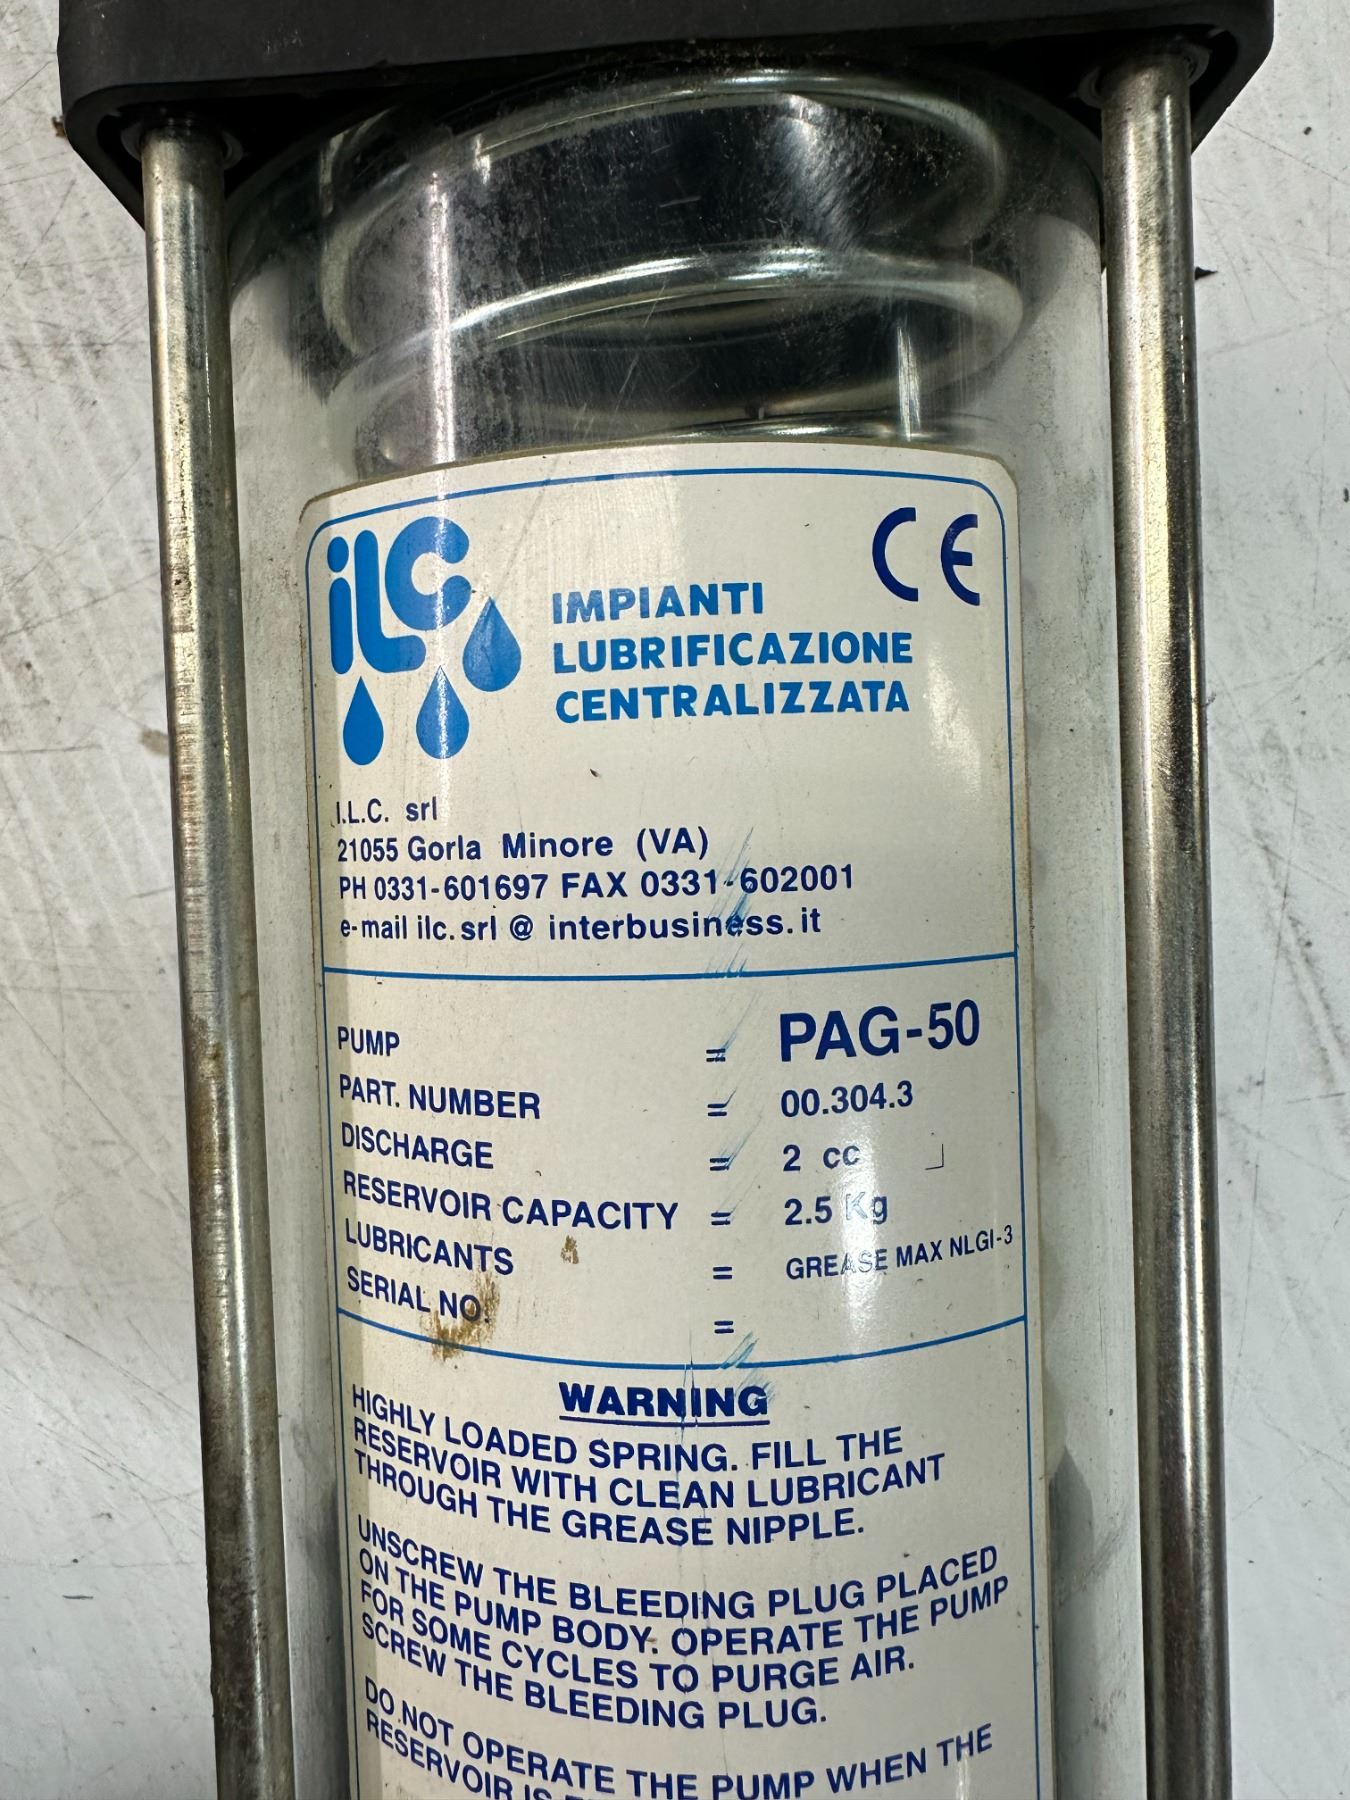 iLC
CE
IMPIANTI
LUBRIFICAZIONE
CENTRALIZZATA
I.L.C. srl
21055 Gorla Minore (VA)
PH 0331-601697 FAX 0331-602001
e-mail ilc.srl @ interbusiness.it
PUMP = PAG-50
PART. NUMBER = 00.304.3
DISCHARGE = 2 cc
RESERVOIR CAPACITY = 2.5 Kg
LUBRICANTS = GREASE MAX NLGI-3
SERIAL NO. =
WARNING
HIGHLY LOADED SPRING. FILL THE
RESERVOIR WITH CLEAN LUBRICANT
THROUGH THE GREASE NIPPLE.
UNSCREW THE BLEEDING PLUG PLACED
ON THE PUMP BODY. OPERATE THE PUMP
FOR SOME CYCLES TO PURGE AIR.
SCREW THE BLEEDING PLUG.
DO NOT OPERATE THE PUMP WHEN THE
RESERVOIR IS